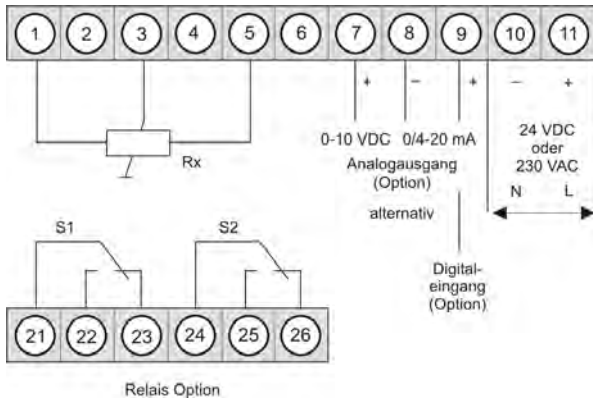 1 2 3 4 5 6 7 8 9 10 11
+ − + − +
Rx
0-10 VDC 0/4-20 mA
Analogausgang
(Option)
alternativ
Digital-
eingang
(Option)
24 VDC
oder
230 VAC
N L
S1 S2
21 22 23 24 25 26
Relais Option